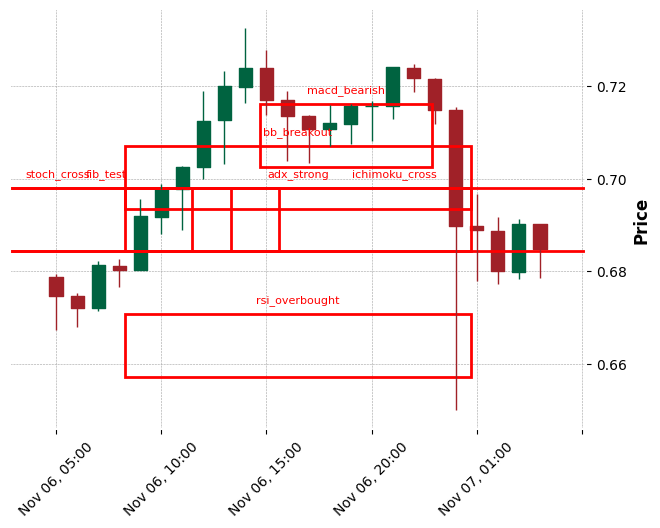 macd_bearish
0.72
bb_breakout
stoch_cross
fib_test
adx_strong
ichimoku_cross
0.70
Price
0.68
rsi_overbought
0.66
Nov 06, 05:00
Nov 06, 10:00
Nov 06, 15:00
Nov 06, 20:00
Nov 07, 01:00